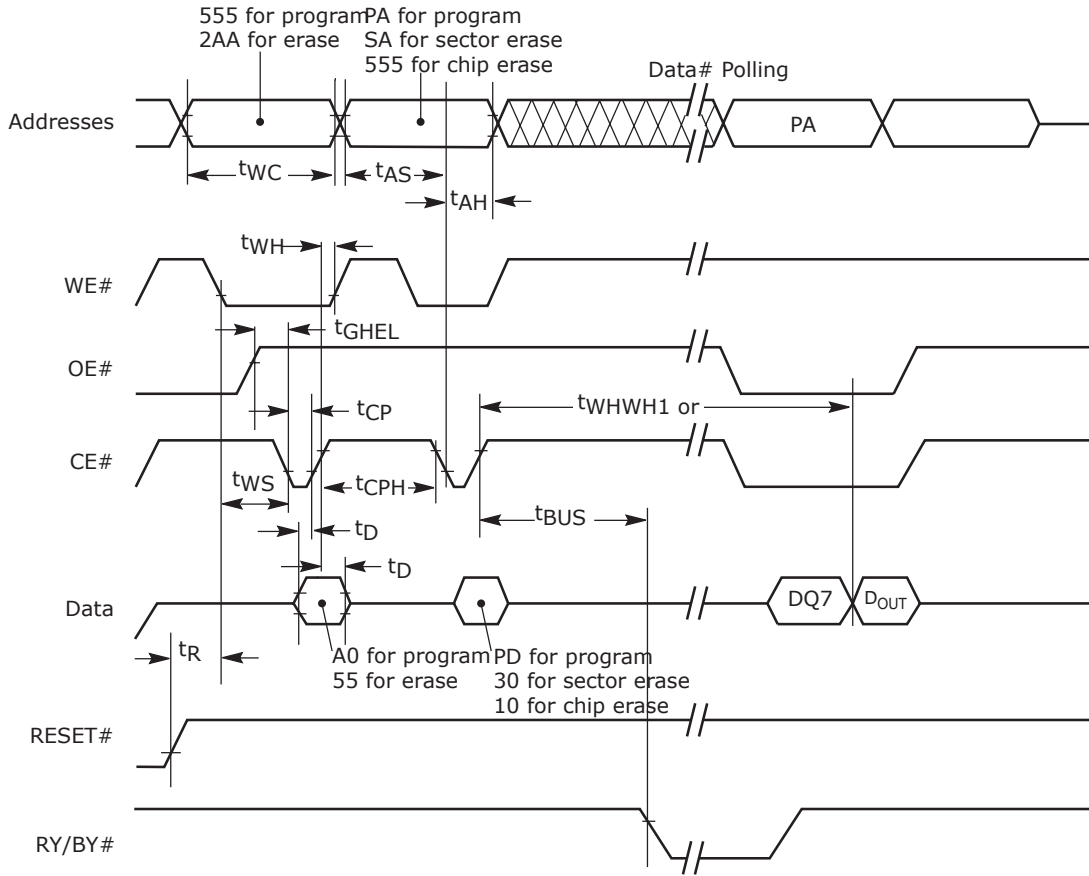 555 for program
2AA for erase
PA for program
SA for sector erase
555 for chip erase
Data# Polling
Addresses
PA
tWC
tAS
tAH
tWH
WE#
tGHEL
OE#
tCP
tWHWH1 or
CE#
tWS
tCPH
tBUS
tD
tD
Data
DQ7
DOUT
tR
A0 for program
55 for erase
PD for program
30 for sector erase
10 for chip erase
RESET#
RY/BY#